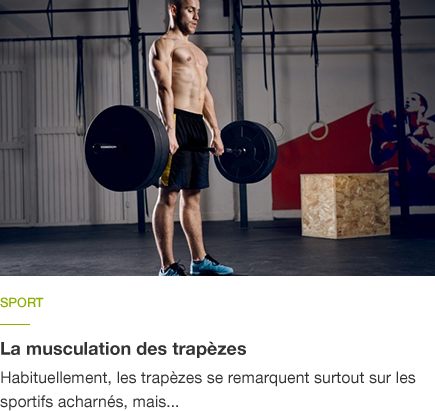 SPORT
La musculation des trapèzes
Habituellement, les trapèzes se remarquent surtout sur les
sportifs acharnés, mais...